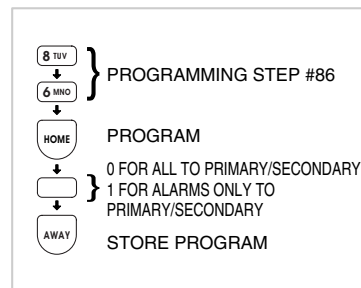 8 TUV
6 MNO
PROGRAMMING STEP #86
HOME
PROGRAM
0 FOR ALL TO PRIMARY/SECONDARY
1 FOR ALARMS ONLY TO
PRIMARY/SECONDARY
AWAY
STORE PROGRAM